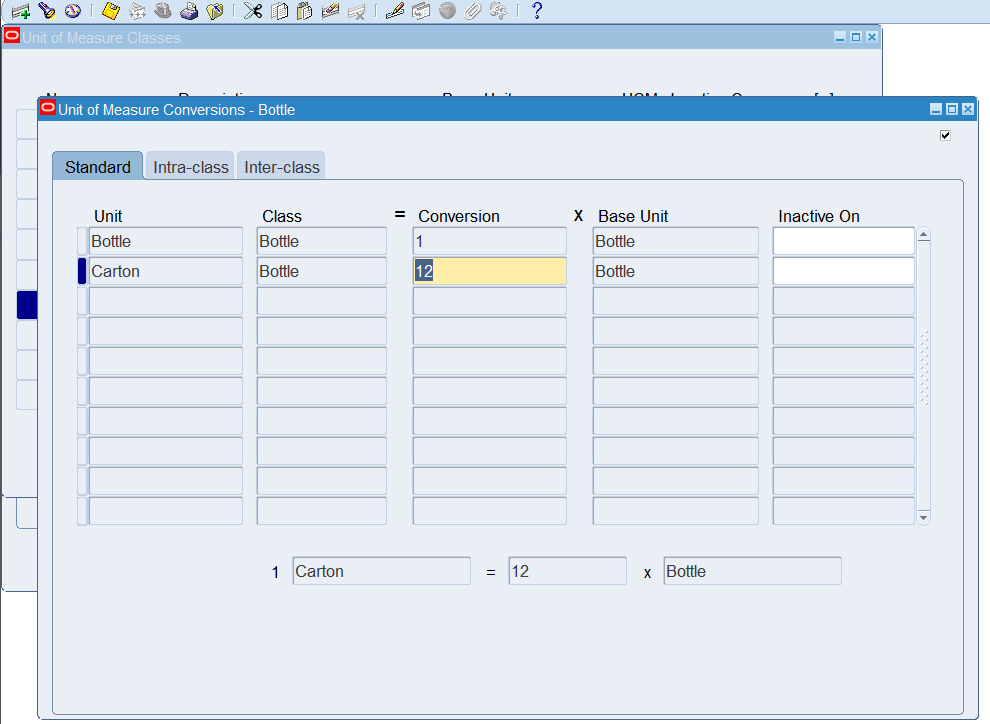 ?
Unit of Measure Classes
Unit of Measure Conversions - Bottle
Standard Intra-class Inter-class
Unit Class = Conversion x Base Unit Inactive On
Bottle Bottle 1 Bottle
Carton Bottle 12 Bottle
1 Carton = 12 x Bottle